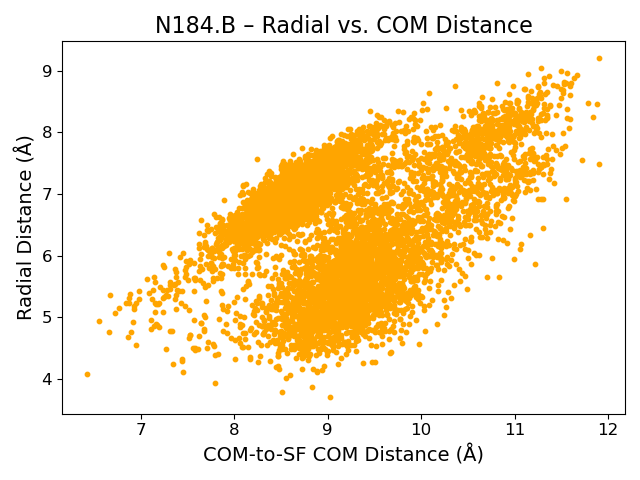 N184.B – Radial vs. COM Distance
Radial Distance (Å)
9
8
7
6
5
4
7 8 9 10 11 12
COM-to-SF COM Distance (Å)